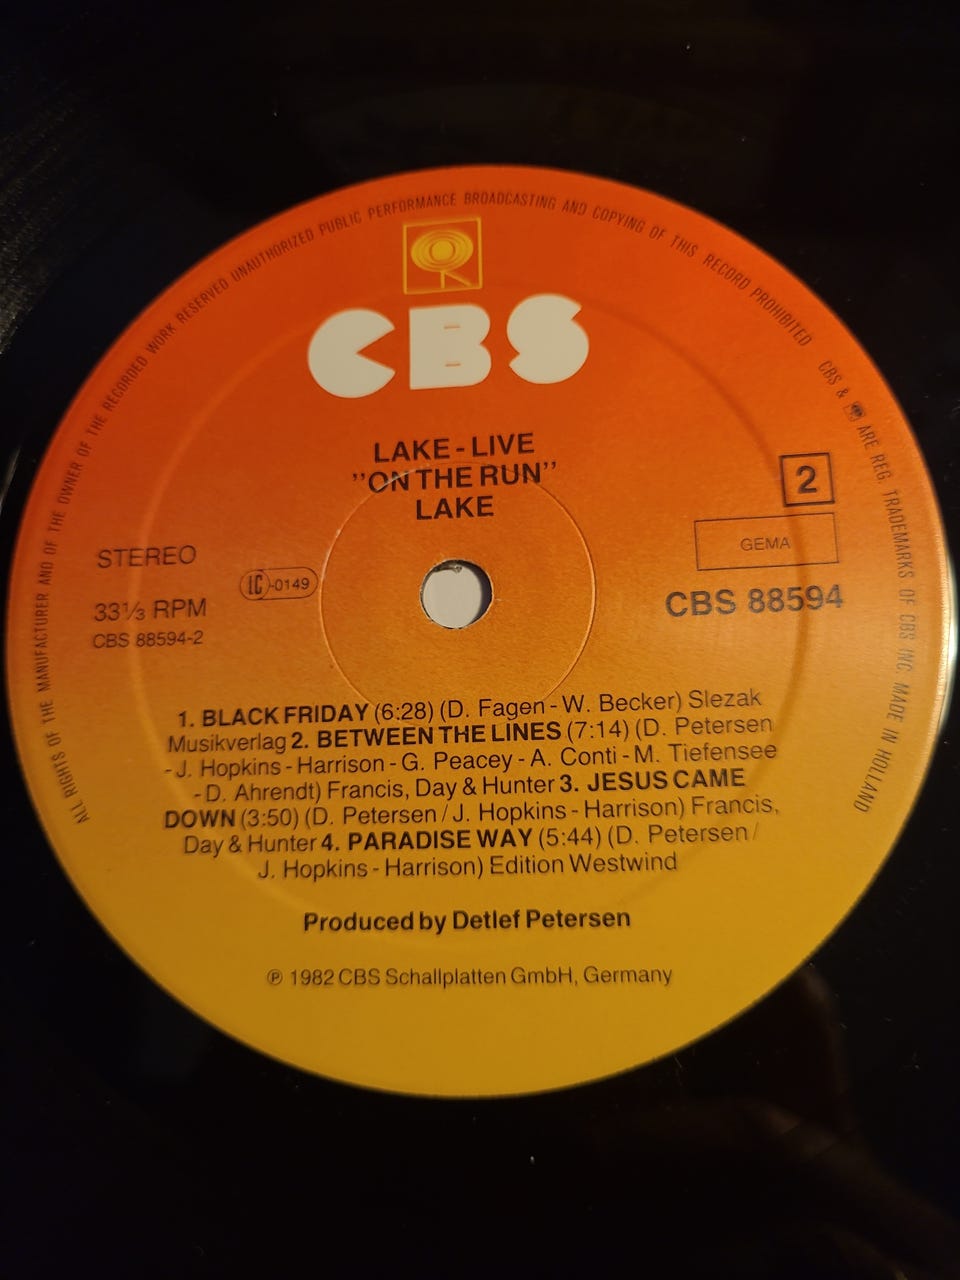 ALL RIGHTS OF THE MANUFACTURER AND OF THE OWNER OF THE RECORDED WORK RESERVED UNAUTHORIZED PUBLIC PERFORMANCE BROADCASTING AND COPYING OF THIS RECORD PROHIBITED CBS & ARE REG. TRADEMARKS OF CBS INC. MADE IN HOLLAND
CBS
LAKE - LIVE
"ON THE RUN"
LAKE
2
GEMA
CBS 88594
STEREO
LC-0149
33⅓ RPM
CBS 88594-2
1. BLACK FRIDAY (6:28) (D. Fagen - W. Becker) Slezak
Musikverlag 2. BETWEEN THE LINES (7:14) (D. Petersen
- J. Hopkins - Harrison - G. Peacey - A. Conti - M. Tiefensee
- D. Ahrendt) Francis, Day & Hunter 3. JESUS CAME
DOWN (3:50) (D. Petersen / J. Hopkins - Harrison) Francis,
Day & Hunter 4. PARADISE WAY (5:44) (D. Petersen /
J. Hopkins - Harrison) Edition Westwind
Produced by Detlef Petersen
℗ 1982 CBS Schallplatten GmbH, Germany